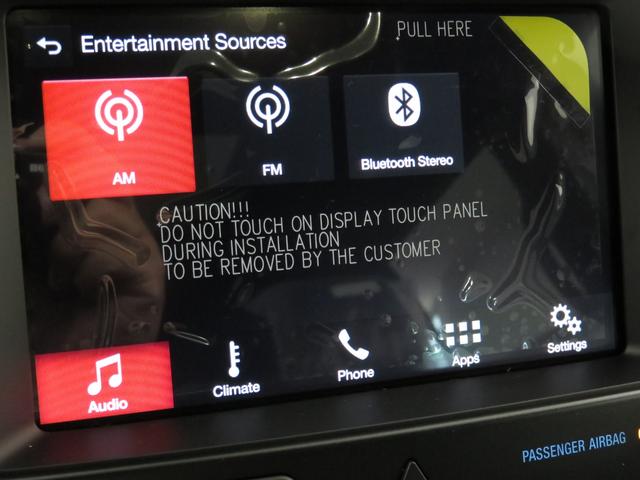 PULL HERE
Entertainment Sources
AM
FM
Bluetooth Stereo
CAUTION!!!
DO NOT TOUCH ON DISPLAY TOUCH PANEL
DURING INSTALLATION
TO BE REMOVED BY THE CUSTOMER
Audio
Climate
Phone
Apps
Settings
PASSENGER AIRBAG